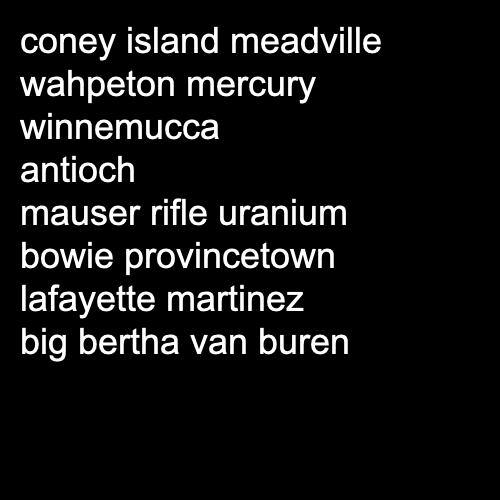 coney island meadville
wahpeton mercury
winnemucca
antioch
mauser rifle uranium
bowie provincetown
lafayette martinez
big bertha van buren